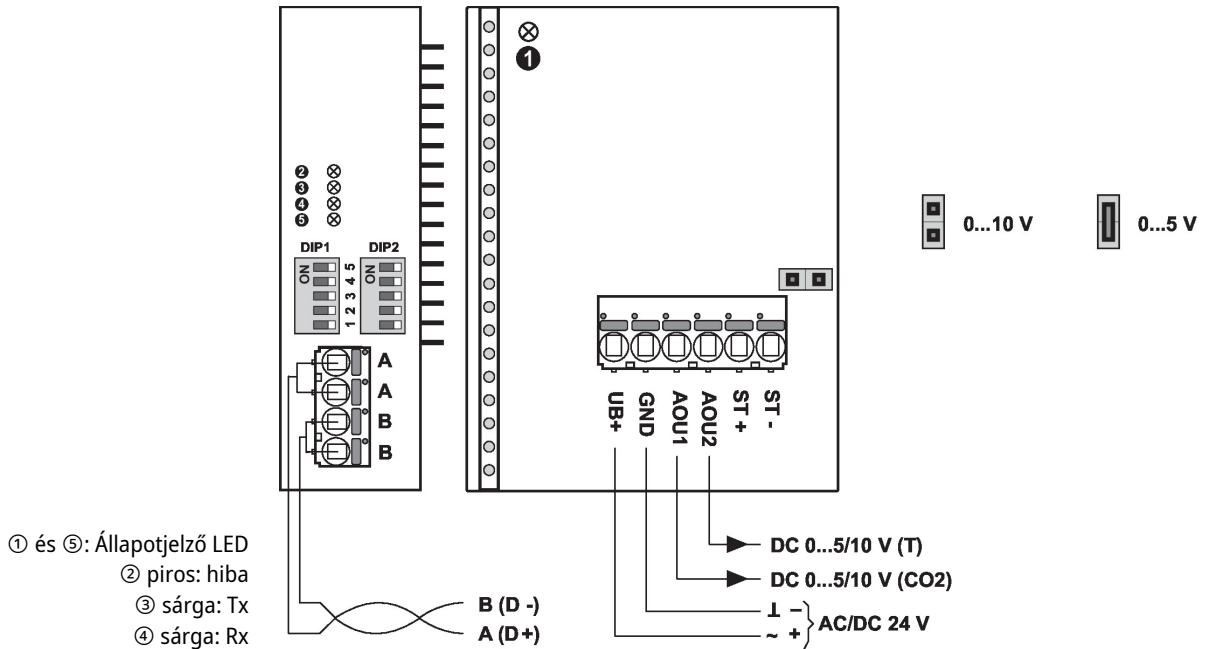 1
2
3
4
5
DIP1 DIP2
ON 1 2 3 4 5 ON
A
A
B
B
UB+ GND AOU1 AOU2 ST + ST -
0...10 V
0...5 V
DC 0...5/10 V (T)
DC 0...5/10 V (CO2)
⊥ –
~ +
AC/DC 24 V
B (D -)
A (D+)
① és ⑤: Állapotjelző LED
② piros: hiba
③ sárga: Tx
④ sárga: Rx